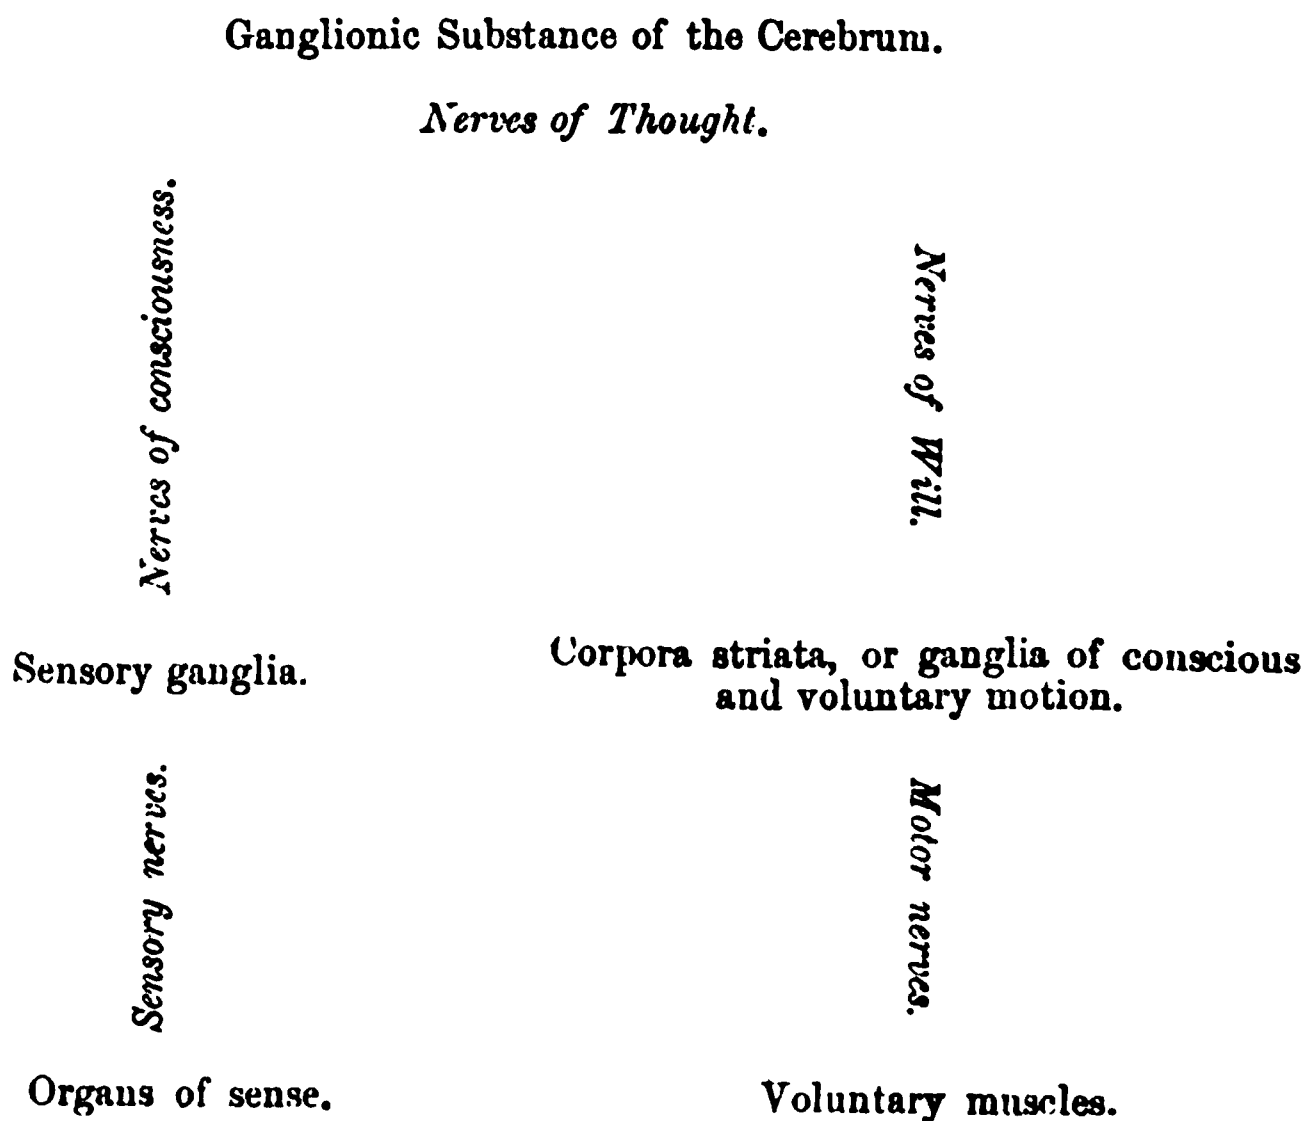 Ganglionic Substance of the Cerebrum.
Nerves of Thought.
Nerves of consciousness.
Nerves of Will.
Sensory ganglia.
Corpora striata, or ganglia of conscious
and voluntary motion.
Sensory nerves.
Motor nerves.
Organs of sense.
Voluntary muscles.